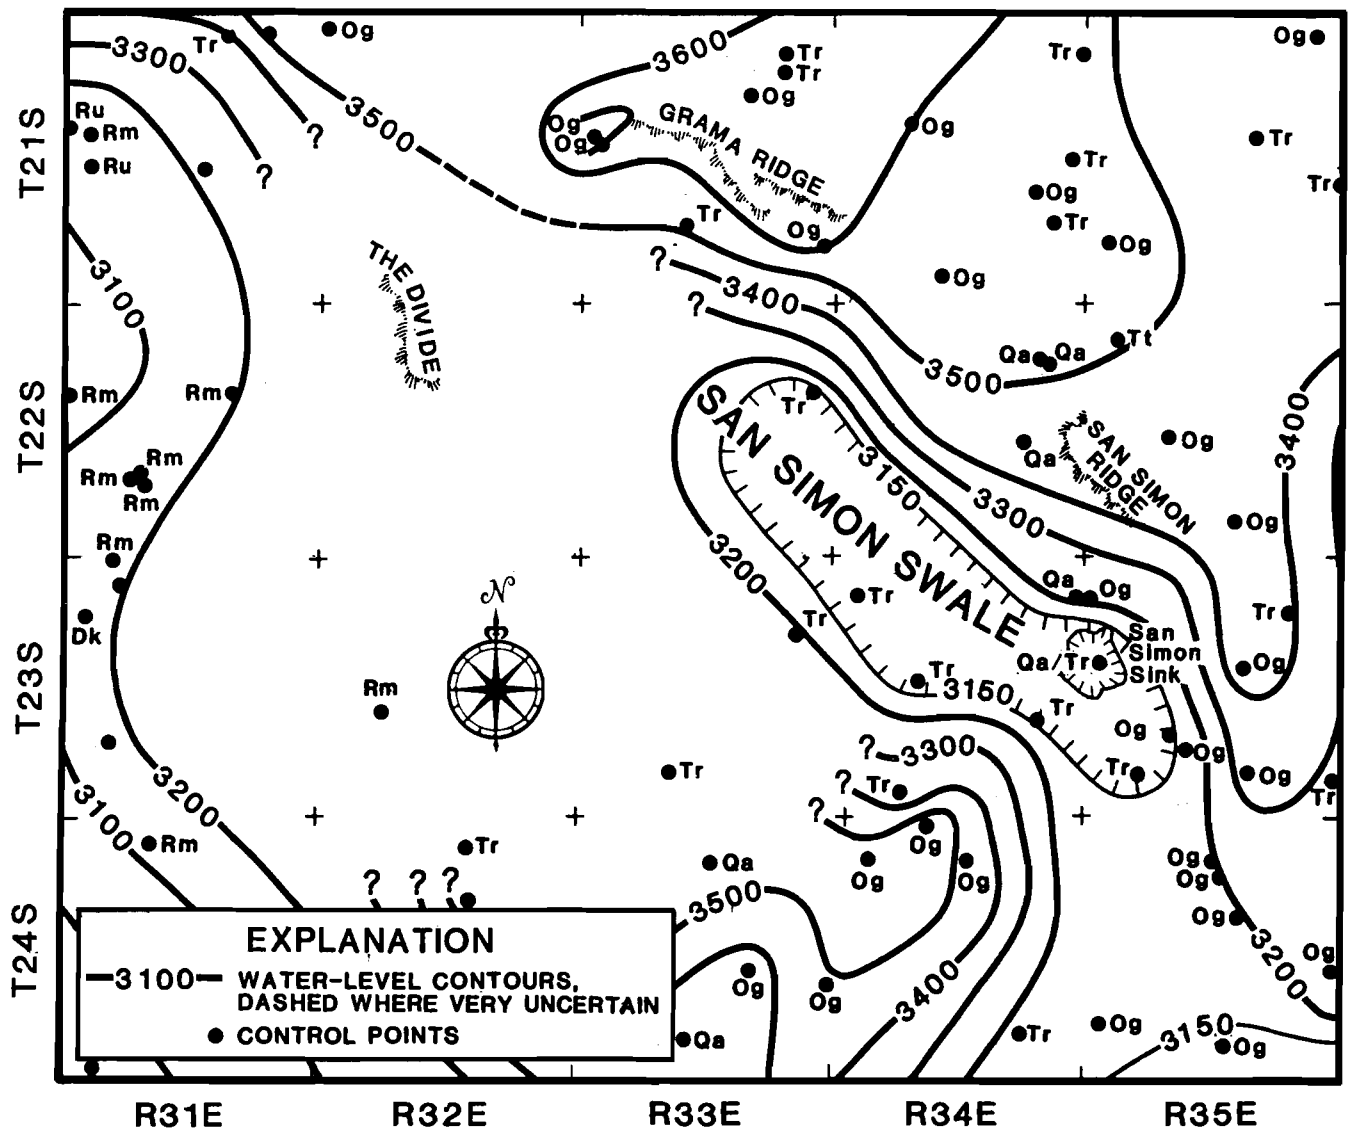 Og
3600
Tr
Og
Tr
3300
Tr
Tr
Tr
Og
3500
Ru
Rm
Og
Og
GRAMA RIDGE
Og
Tr
Ru
?
?
Tr
Tr
Og
T21S
Tr
Tr
Og
Og
THE DIVIDE
?
Og
3100
?
3400
Tt
Qa
Qa
3500
Rm
Rm
Tr
3400
T22S
SAN SIMON SWALE
3150
Qa
SAN SIMON
RIDGE
Og
Rm
Rm
Rm
3300
Og
Rm
3200
Qa
Og
N
Tr
Tr
Tr
Dk
San
Simon
Sink
Qa
Tr
Og
T23S
Rm
Tr
3150
Tr
Og
Og
?
3300
Tr
?
Tr
Tr
Og
Tr
3200
3100
?
Rm
Tr
Og
Og
Og
Og
Og
Qa
? ? ?
3500
Og
T24S
3200
Og
EXPLANATION
3100
WATER-LEVEL CONTOURS,
DASHED WHERE VERY UNCERTAIN
CONTROL POINTS
Og
Og
3400
Qa
Tr
Og
3150
Og
R31E
R32E
R33E
R34E
R35E